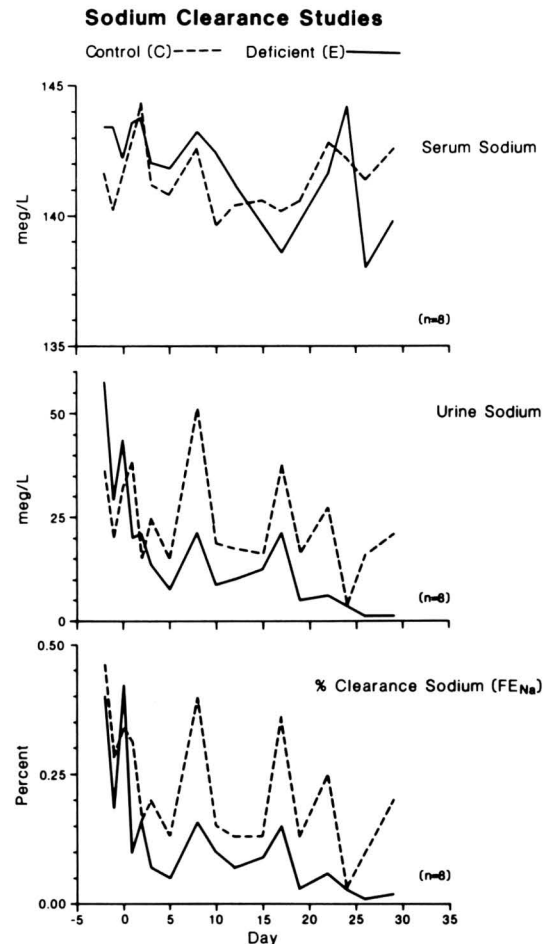 Sodium Clearance Studies
Control (C) Deficient (E)
145
Serum Sodium
meg/L
140
(n=8)
135
Urine Sodium
50
meg/L
25
(n=8)
0
0.50
% Clearance Sodium (FENa)
Percent
0.25
(n=8)
0.00
-5 0 5 10 15 20 25 30 35
Day